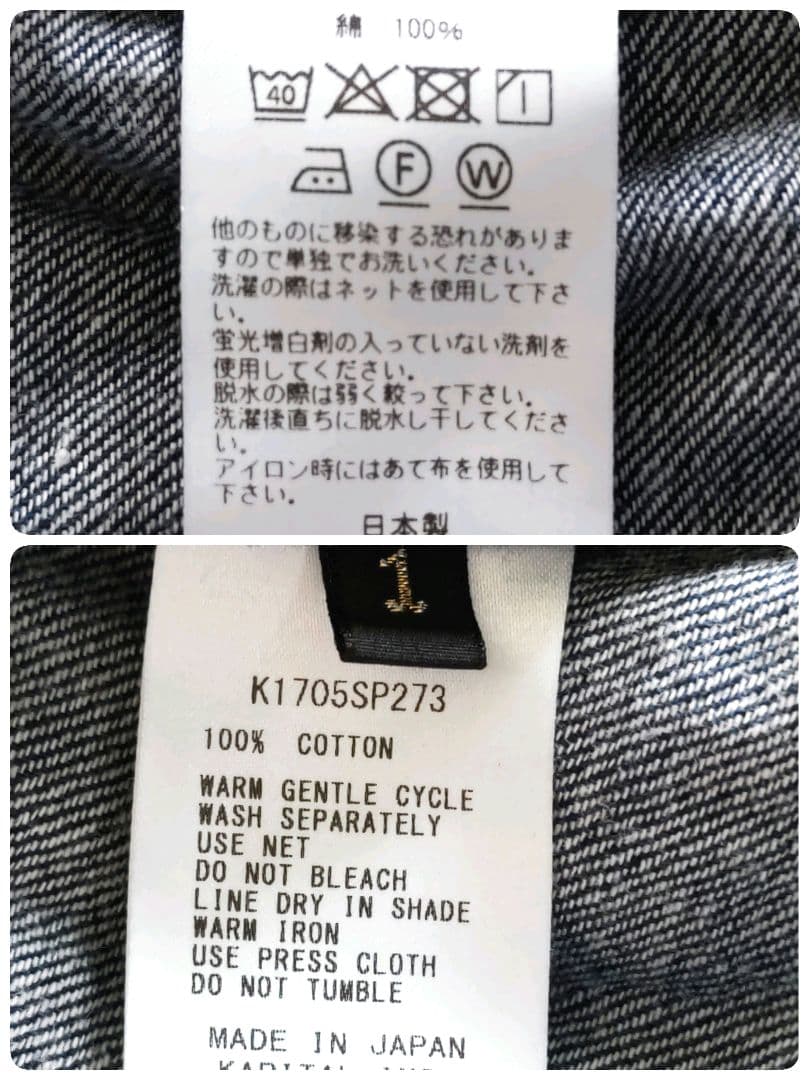 綿 100%
40
F W
他のものに移染する恐れがありま
すので単独でお洗いください。
洗濯の際はネットを使用して下さ
い。
蛍光増白剤の入っていない洗剤を
使用してください。
脱水の際は弱く絞って下さい。
洗濯後直ちに脱水し干してくださ
い。
アイロン時にはあて布を使用して
下さい。
日本製
1
K1705SP273
100% COTTON
WARM GENTLE CYCLE
WASH SEPARATELY
USE NET
DO NOT BLEACH
LINE DRY IN SHADE
WARM IRON
USE PRESS CLOTH
DO NOT TUMBLE
MADE IN JAPAN